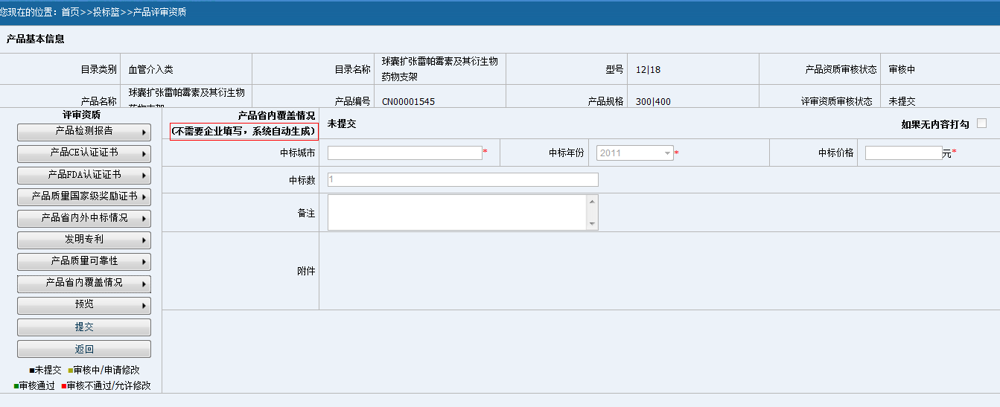 您现在的位置：首页>>投标篮>>产品评审资质
产品基本信息
目录类别 血管介入类 目录名称 球囊扩张雷帕霉素及其衍生物 型号 12|18 产品资质审核状态 审核中
药物支架
产品名称 球囊扩张雷帕霉素及其衍生物 产品编号 CN00001545 产品规格 300|400 评审资质审核状态 未提交
药物支架
评审资质
产品检测报告
产品CE认证证书
产品FDA认证证书
产品质量国家级奖励证书
产品省内外中标情况
发明专利
产品质量可靠性
产品省内覆盖情况
预览
提交
返回
■未提交 ■审核中/申请修改
■审核通过 ■审核不通过/允许修改
产品省内覆盖情况
(不需要企业填写，系统自动生成)
未提交 如果无内容打勾
中标城市 * 中标年份 2011 * 中标价格 元*
中标数 1
备注
附件